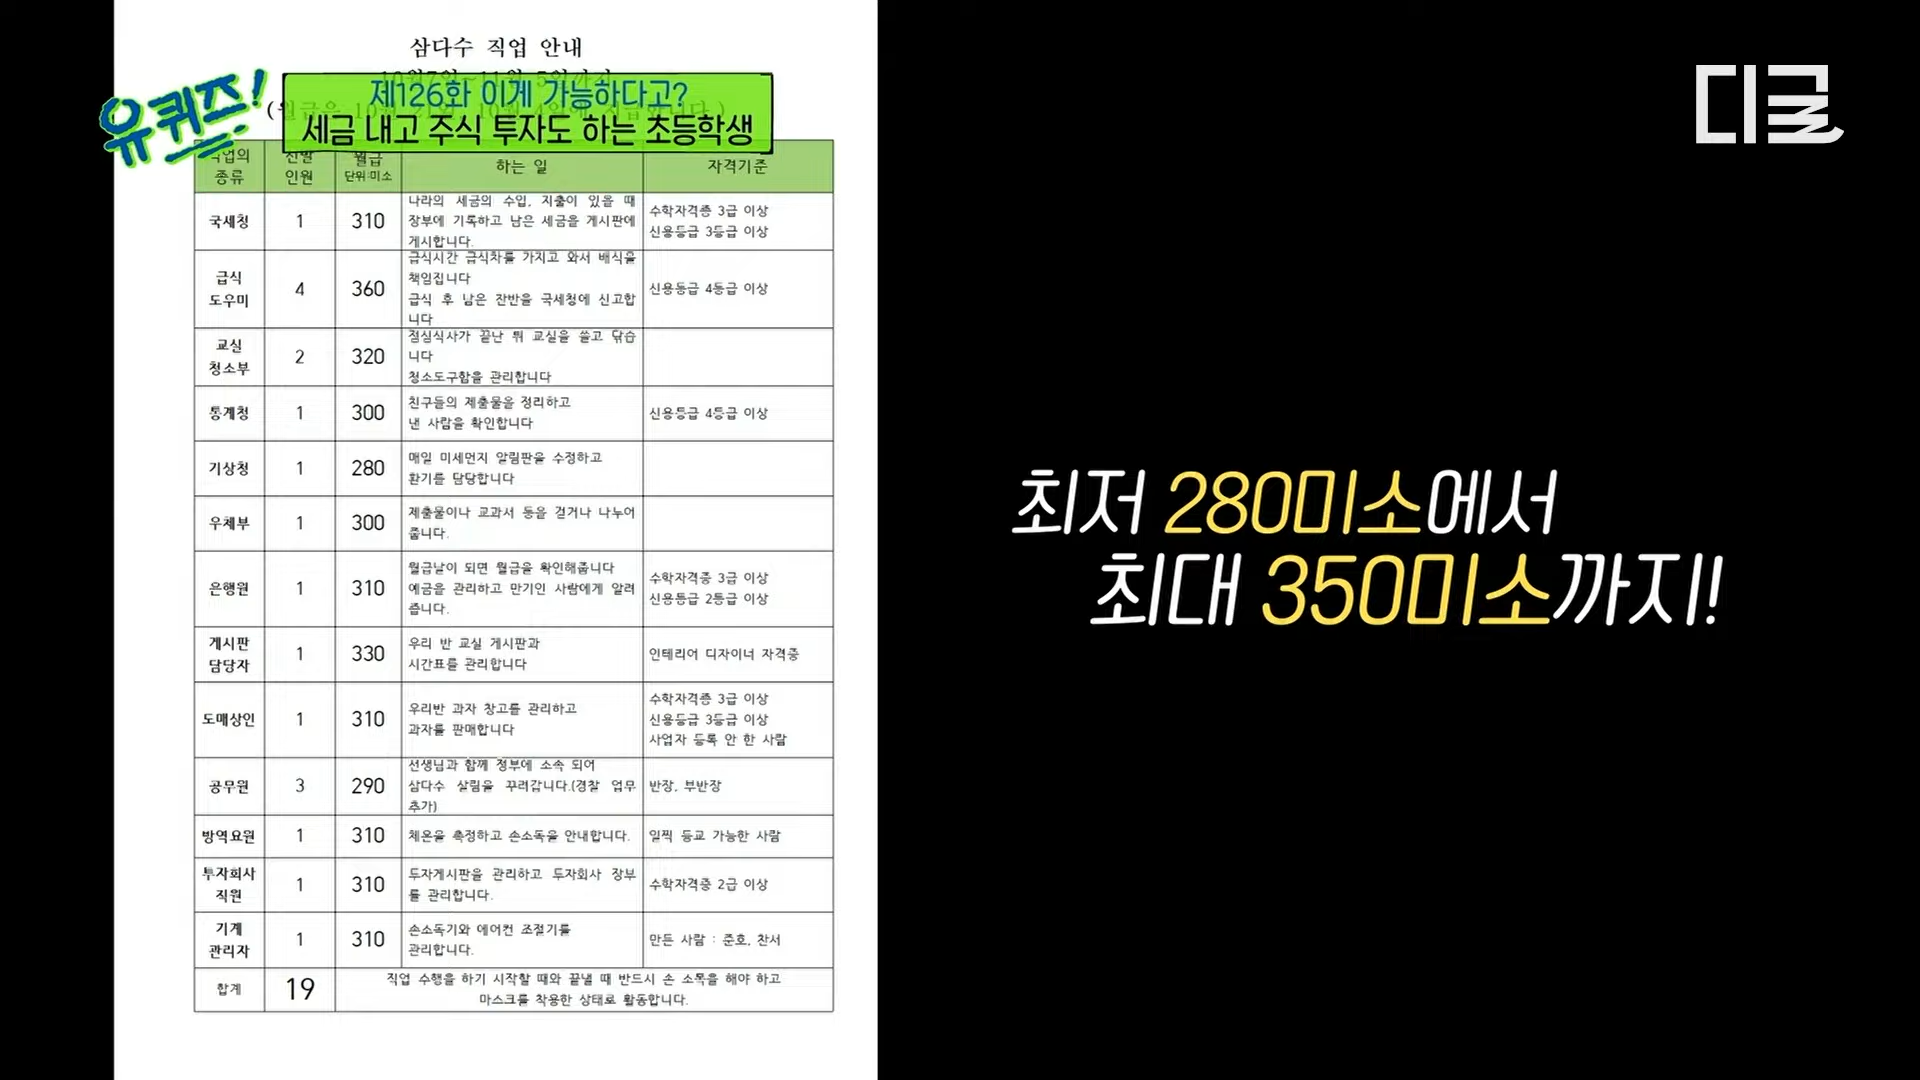 삼다수 직업 안내
유퀴즈!
제126화 이게 가능하다고?
세금 내고 주식 투자도 하는 초등학생
디글
직업의 종류 선발 인원 월급 단위:미소 하는 일 자격기준
국세청 1 310
나라의 세금의 수입, 지출이 있을 때
장부에 기록하고 남은 세금을 게시판에
게시합니다.
수학자격증 3급 이상
신용등급 3등급 이상
급식
도우미
4 360
급식시간 급식차를 가지고 와서 배식을
책임집니다
급식 후 남은 잔반을 국세청에 신고합
니다
신용등급 4등급 이상
교실
청소부
2 320
점심식사가 끝난 뒤 교실을 쓸고 닦습
니다
청소도구함을 관리합니다
통계청 1 300
친구들의 제출물을 정리하고
낸 사람을 확인합니다
신용등급 4등급 이상
기상청 1 280
매일 미세먼지 알림판을 수정하고
환기를 담당합니다
우체부 1 300
제출물이나 교과서 등을 걷거나 나누어
줍니다.
은행원 1 310
월급날이 되면 월급을 확인해줍니다
예금을 관리하고 만기인 사람에게 알려
줍니다.
수학자격증 3급 이상
신용등급 2등급 이상
게시판
담당자
1 330
우리 반 교실 게시판과
시간표를 관리합니다
인테리어 디자이너 자격증
도매상인 1 310
우리반 과자 창고를 관리하고
과자를 판매합니다
수학자격증 3급 이상
신용등급 3등급 이상
사업자 등록 안 한 사람
공무원 3 290
선생님과 함께 정부에 소속 되어
삼다수 살림을 꾸려갑니다.(경찰 업무
추가)
반장, 부반장
방역요원 1 310
체온을 측정하고 손소독을 안내합니다.
일찍 등교 가능한 사람
투자회사
직원
1 310
투자게시판을 관리하고 투자회사 장부
를 관리합니다.
수학자격증 2급 이상
기계
관리자
1 310
손소독기와 에어컨 조절기를
관리합니다.
만든 사람 : 준호, 찬서
합계 19
직업 수행을 하기 시작할 때와 끝낼 때 반드시 손 소독을 해야 하고
마스크를 착용한 상태로 활동합니다.
최저 280미소에서
최대 350미소까지!